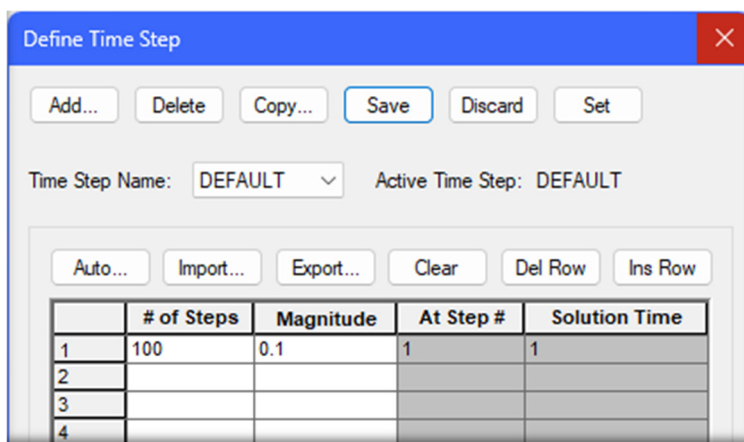 Define Time Step
Add... Delete Copy... Save Discard Set
Time Step Name: DEFAULT Active Time Step: DEFAULT
Auto... Import... Export... Clear Del Row Ins Row
# of Steps Magnitude At Step # Solution Time
1 100 0.1 1 1
2
3
4